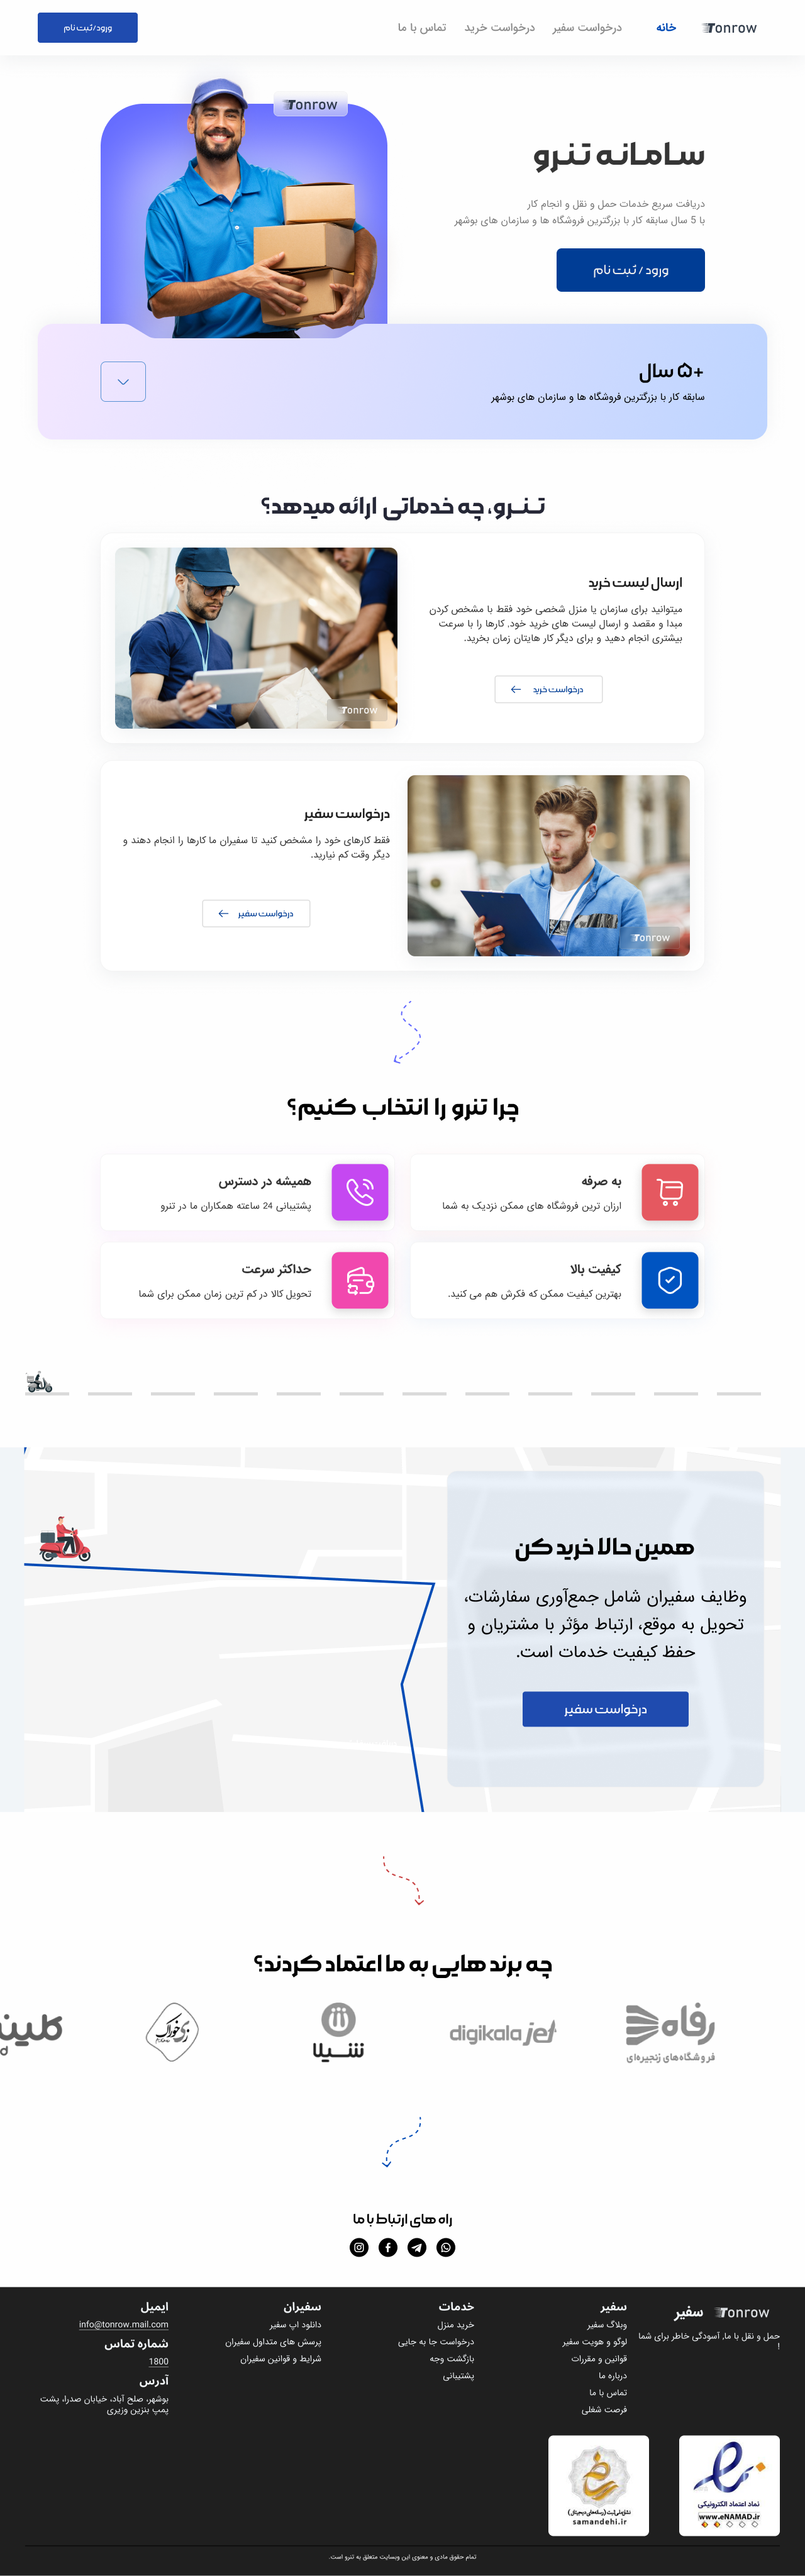 Tonrow
خانه
درخواست سفیر
درخواست خرید
تماس با ما
ورود/ثبت نام
Tonrow
سامانه تنرو
دریافت سریع خدمات حمل و نقل و انجام کار
با 5 سال سابقه کار با بزرگترین فروشگاه ها و سازمان های بوشهر
ورود / ثبت نام
+۵ سال
سابقه کار با بزرگترین فروشگاه ها و سازمان های بوشهر
تـنـرو، چه خدماتی ارائه میدهد؟
ارسال لیست خرید
میتوانید برای سازمان یا منزل شخصی خود فقط با مشخص کردن
مبدا و مقصد و ارسال لیست های خرید خود. کارها را با سرعت
بیشتری انجام دهید و برای دیگر کار هایتان زمان بخرید.
درخواست خرید
Tonrow
درخواست سفیر
فقط کارهای خود را مشخص کنید تا سفیران ما کارها را انجام دهند و
دیگر وقت کم نیارید.
درخواست سفیر
Tonrow
چرا تنرو را انتخاب کنیم؟
به صرفه
ارزان ترین فروشگاه های ممکن نزدیک به شما
همیشه در دسترس
پشتیبانی 24 ساعته همکاران ما در تنرو
کیفیت بالا
بهترین کیفیت ممکن که فکرش هم می کنید.
حداکثر سرعت
تحویل کالا در کم ترین زمان ممکن برای شما
همین حالا خرید کن
وظایف سفیران شامل جمع‌آوری سفارشات،
تحویل به موقع، ارتباط مؤثر با مشتریان و
حفظ کیفیت خدمات است.
درخواست سفیر
چه برند هایی به ما اعتماد کردند؟
رفاه
فروشگاه‌های زنجیره‌ای
digikala jet
شیلا
راه های ارتباط با ما
Tonrow
سفیر
حمل و نقل با ما, آسودگی خاطر برای شما
!
سفیر
وبلاگ سفیر
لوگو و هویت سفیر
قوانین و مقررات
درباره ما
تماس با ما
فرصت شغلی
خدمات
خرید منزل
درخواست جا به جایی
بازگشت وجه
پشتیبانی
سفیران
دانلود اپ سفیر
پرسش های متداول سفیران
شرایط و قوانین سفیران
ایمیل
info@tonrow.mail.com
شماره تماس
1800
آدرس
بوشهر، صلح آباد، خیابان صدرا، پشت
پمپ بنزین وزیری
نماد اعتماد الکترونیکی
www.eNAMAD.ir
samandehi.ir
تمام حقوق مادی و معنوی این وبسایت متعلق به تنرو است.